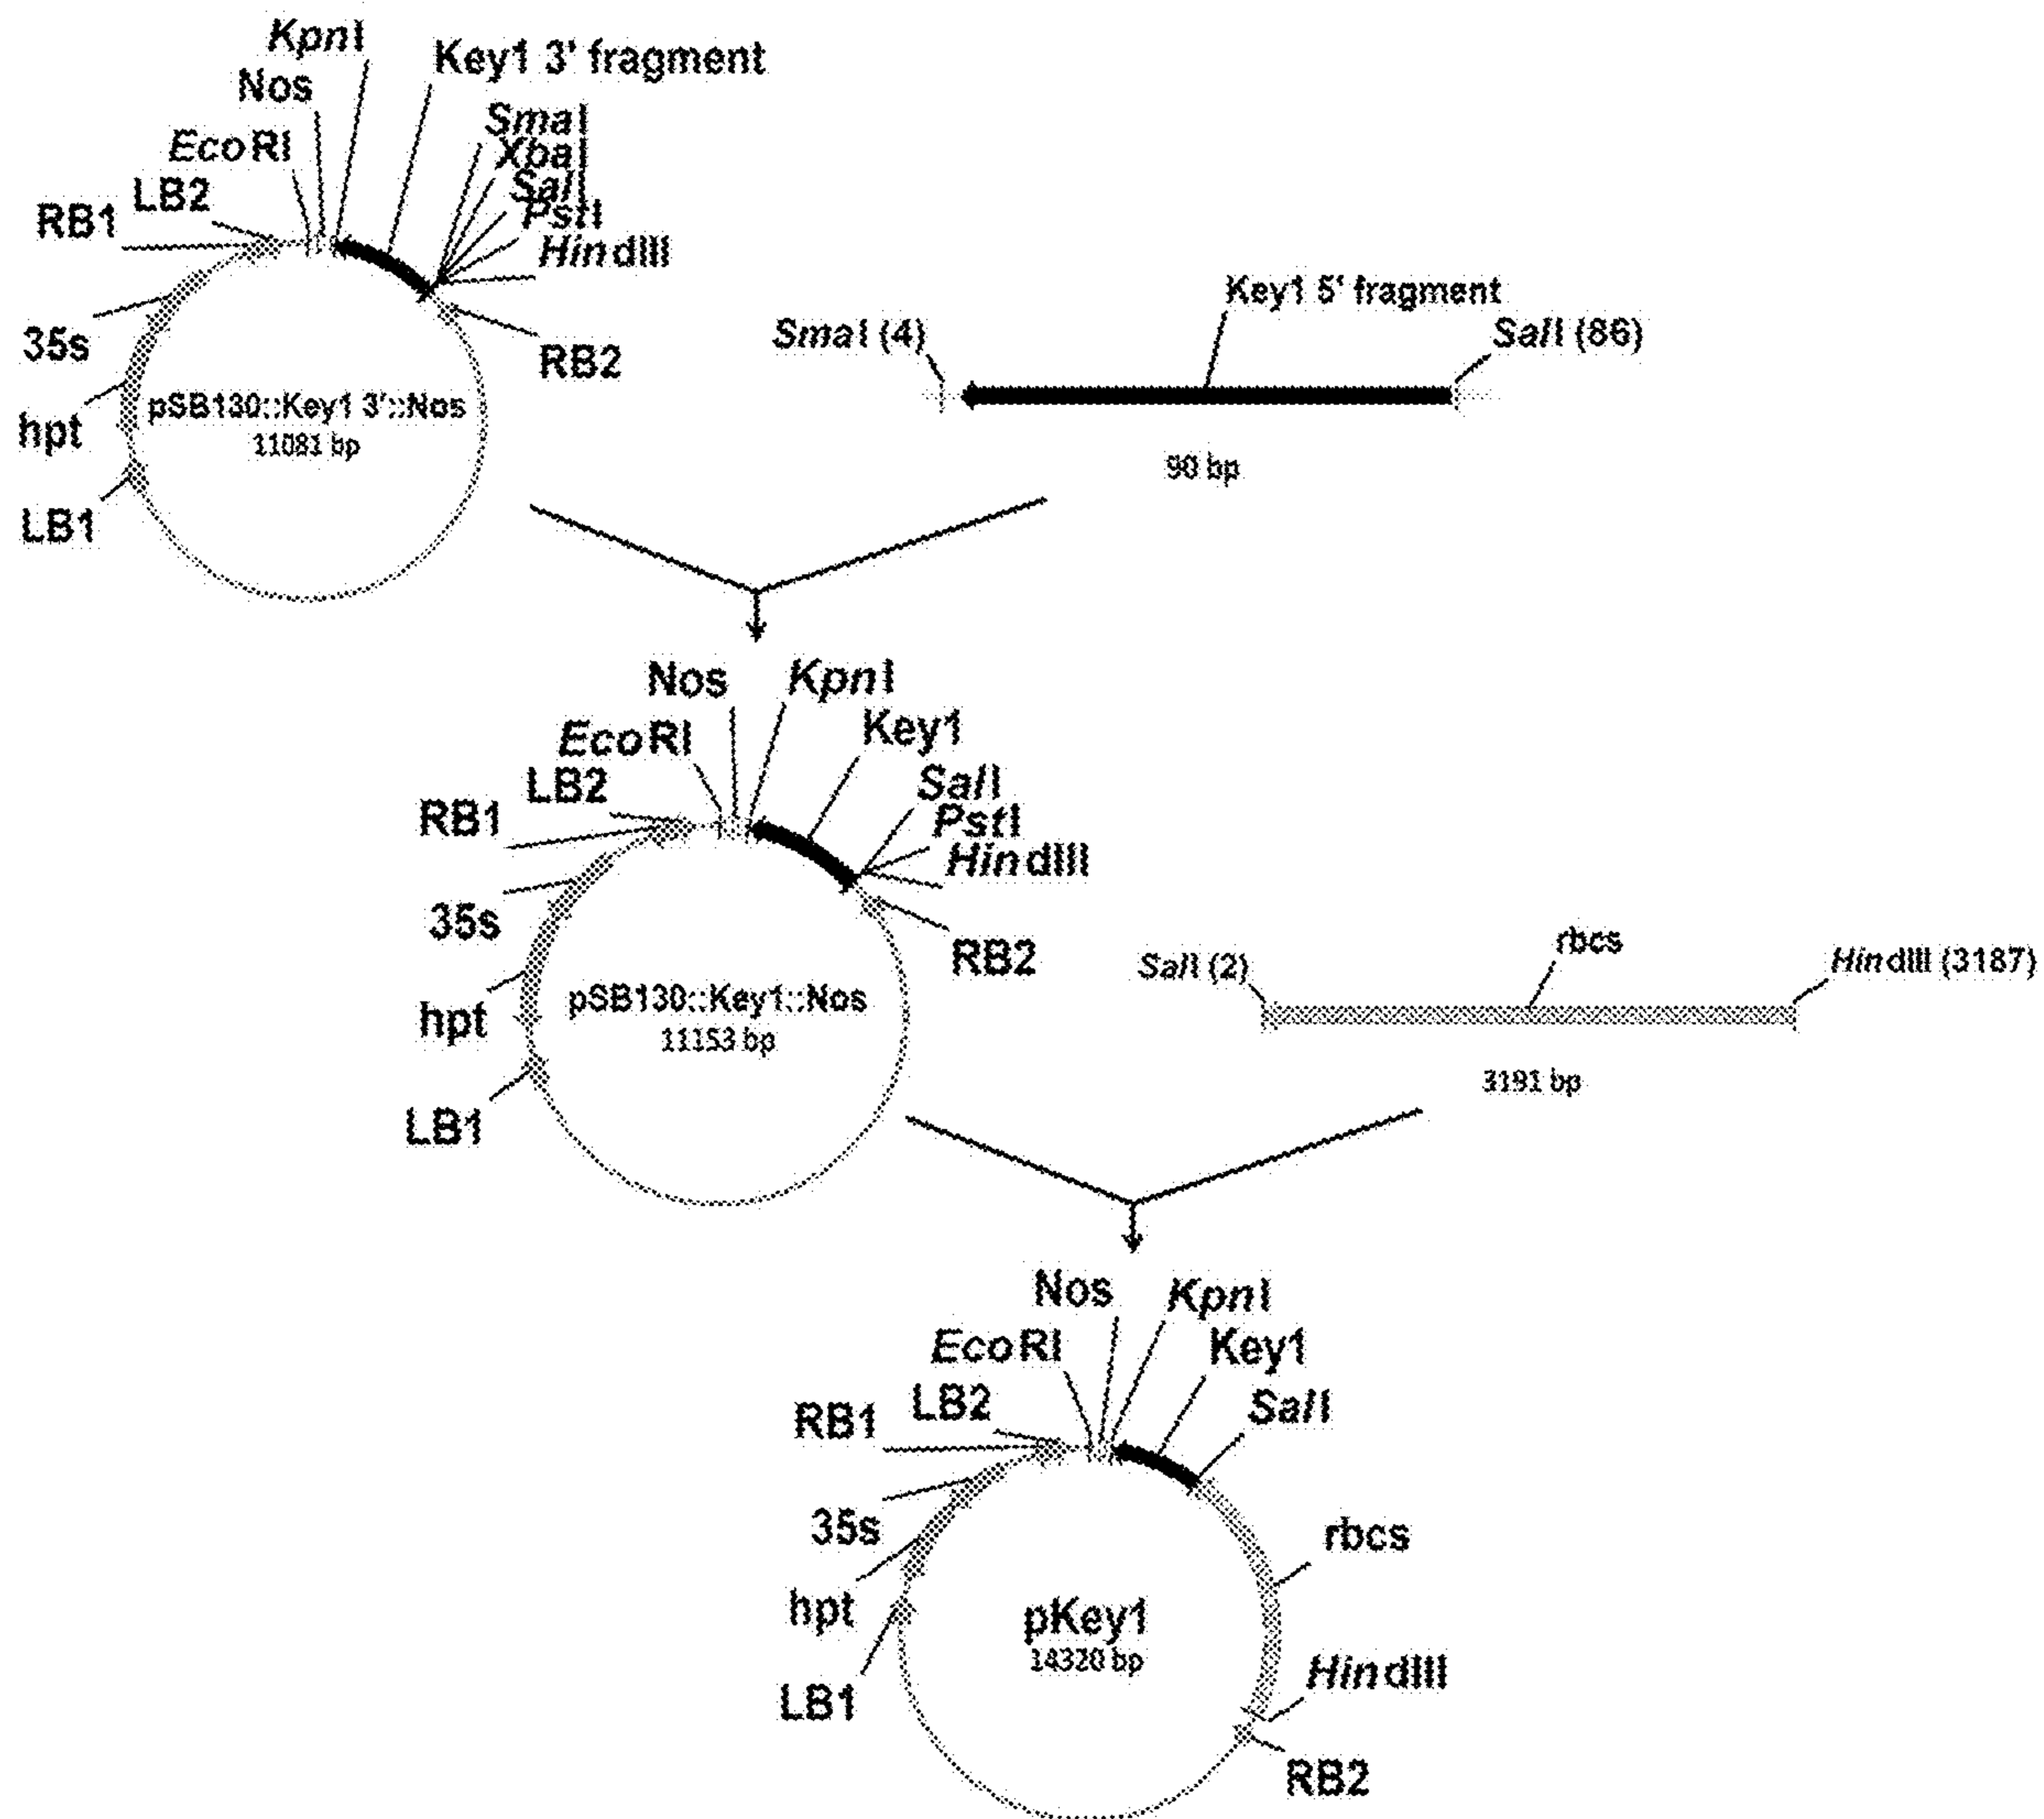 KpnI
Key1 3' fragment
Nos
SmaI
EcoRI
XbaI
SalI
LB2
PstI
RB1
HindIII
35s
RB2
pSB130::Key1 3'::Nos
11081 bp
hpt
LB1
Key1 5' fragment
SmaI (4)
SalI (86)
90 bp
Nos
KpnI
EcoRI
Key1
LB2
SalI
RB1
PstI
HindIII
35s
RB2
pSB130::Key1::Nos
11153 bp
hpt
LB1
rbcs
SalI (2)
HindIII (3187)
3191 bp
Nos
KpnI
EcoRI
Key1
LB2
SalI
RB1
35s
rbcs
hpt
pKey1
14320 bp
HindIII
LB1
RB2